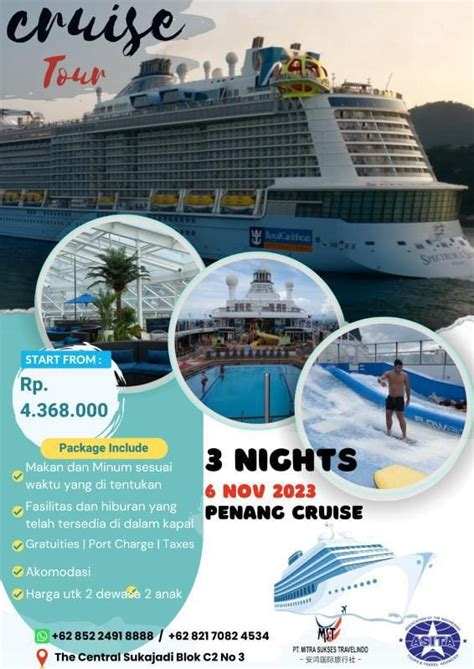 cruise
Tour
RoyalCaribbean
INTERNATIONAL
START FROM :
Rp.
4.368.000
Package Include
Makan dan Minum sesuai
waktu yang di tentukan
Fasilitas dan hiburan yang
telah tersedia di dalam kapal
Gratuities | Port Charge | Taxes
Akomodasi
Harga utk 2 dewasa 2 anak
3 NIGHTS
6 NOV 2023
PENANG CRUISE
MST
PT. MITRA SUKSES TRAVELINDO
ASITA
+62 852 2491 8888 / +62 821 7082 4534
The Central Sukajadi Blok C2 No 3